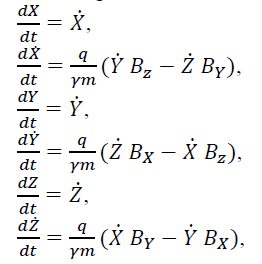 dX/dt = Ẋ,
dẊ/dt = q/γm (Ẏ B_z − Ż B_Y),
dY/dt = Ẏ,
dẎ/dt = q/γm (Ż B_X − Ẋ B_z),
dZ/dt = Ż,
dŻ/dt = q/γm (Ẋ B_Y − Ẏ B_X),